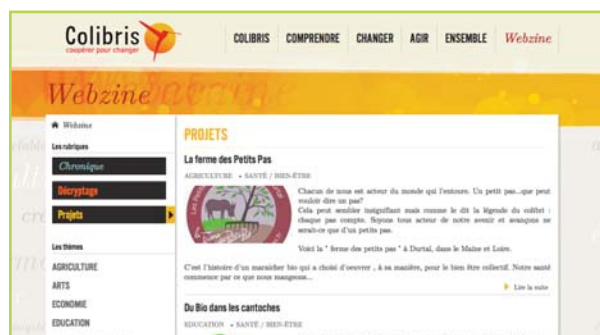 Colibris
coopérer pour changer
COLIBRIS COMPRENDRE CHANGER AGIR ENSEMBLE Webzine
Webzine
Webzine
Les rubriques
Chronique
Décryptage
Projets
Les thèmes
AGRICULTURE
ARTS
ECONOMIE
EDUCATION
PROJETS
La ferme des Petits Pas
AGRICULTURE • SANTÉ / BIEN-ÊTRE
Chacun de nous est acteur du monde qui l'entoure. Un petit pas...que peut
vouloir dire un pas?
Cela peut sembler insignifiant mais comme le dit la légende du colibri :
chaque pas compte. Soyons tous acteur de notre avenir et avançons ne
serait-ce que d'un petits pas.
Voici la " ferme des petits pas " à Durtal, dans le Maine et Loire.
C'est l'histoire d'un maraîcher bio qui a choisi d'oeuvrer , à sa manière, pour le bien être collectif. Notre santé
commence par ce que nous mangeons...
Lire la suite
Du Bio dans les cantoches
EDUCATION • SANTÉ / BIEN-ÊTRE